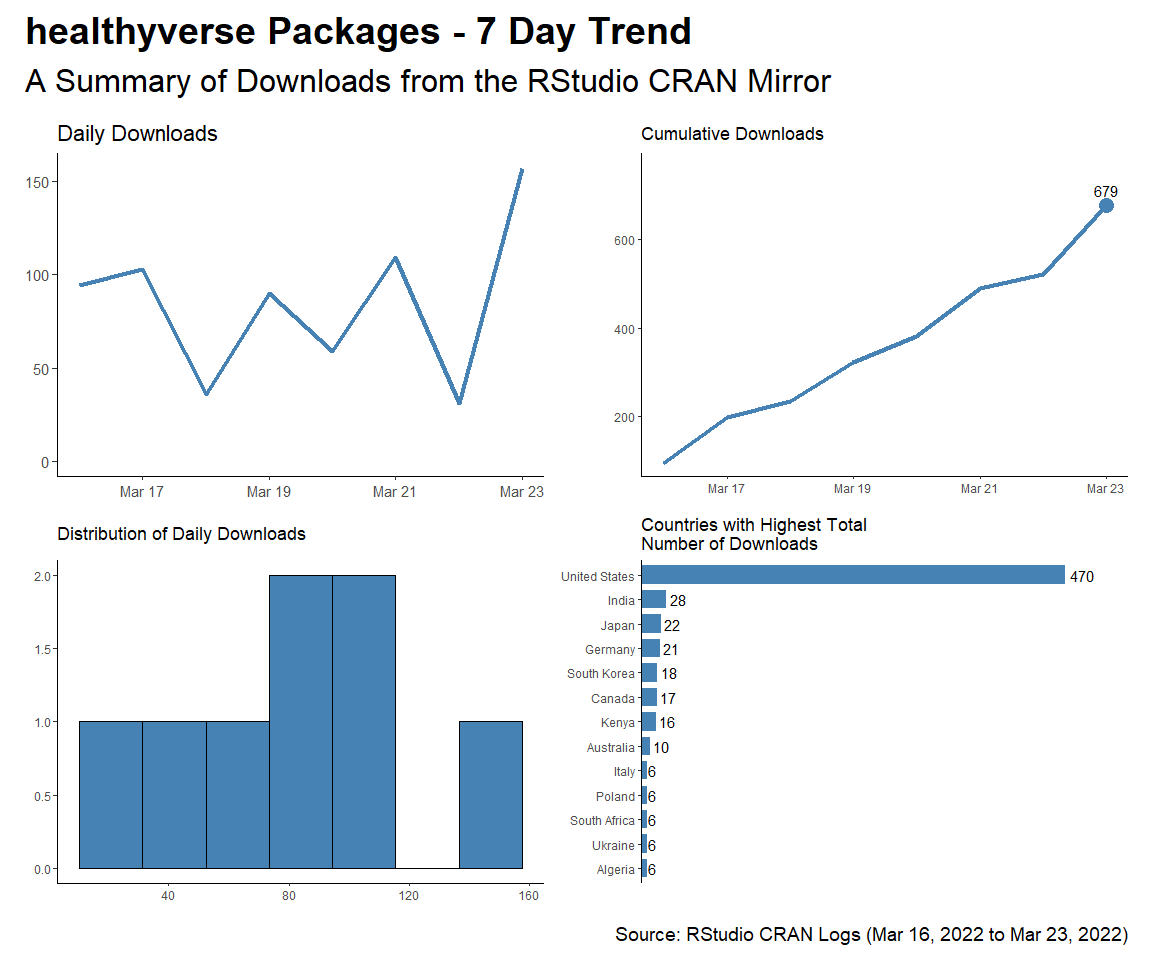 healthyverse Packages - 7 Day Trend
A Summary of Downloads from the RStudio CRAN Mirror
Daily Downloads
150
100
50
0
Mar 17 Mar 19 Mar 21 Mar 23
Cumulative Downloads
679
600
400
200
Mar 17 Mar 19 Mar 21 Mar 23
Distribution of Daily Downloads
2.0
1.5
1.0
0.5
0.0
40 80 120 160
Countries with Highest Total
Number of Downloads
United States 470
India 28
Japan 22
Germany 21
South Korea 18
Canada 17
Kenya 16
Australia 10
Italy 6
Poland 6
South Africa 6
Ukraine 6
Algeria 6
Source: RStudio CRAN Logs (Mar 16, 2022 to Mar 23, 2022)